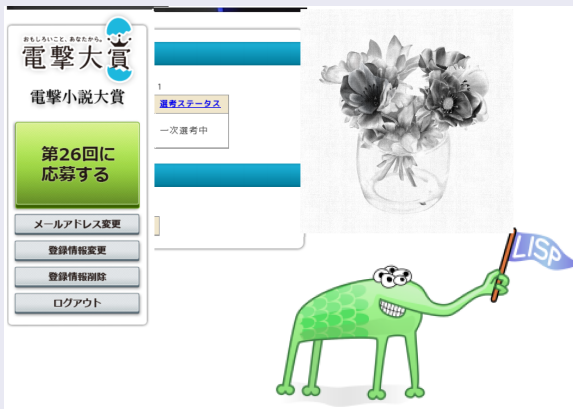 おもしろいこと、あなたから。
電撃大賞
電撃小説大賞
第26回に
応募する
メールアドレス変更
登録情報変更
登録情報削除
ログアウト
1
選考ステータス
一次選考中
LISP